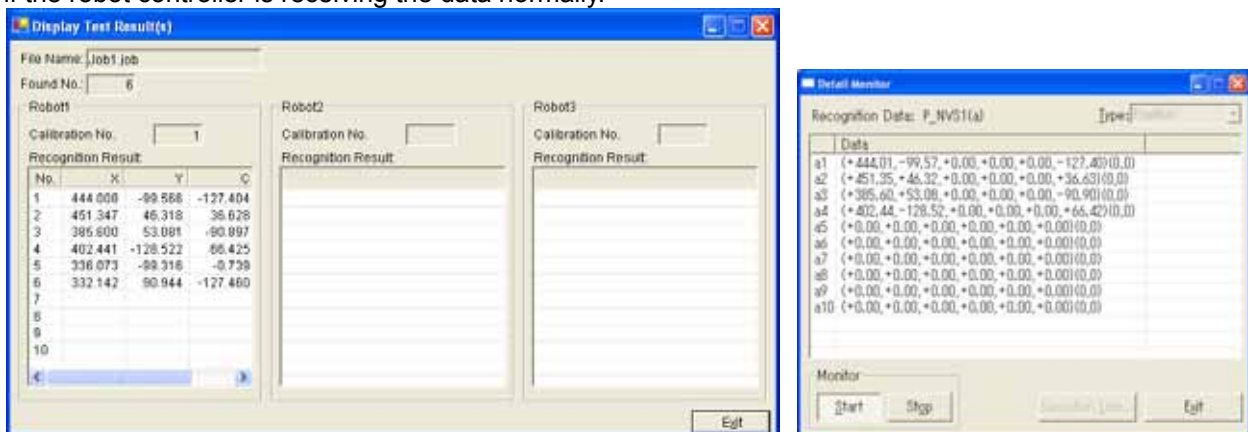 if the robot controller is receiving the data normally.
Display Test Result(s)
File Name: Job1.job
Found No.: 6
Robot1
Calibration No. 1
Recognition Result
No. X Y C
1 444.008 -99.568 -127.404
2 451.347 46.318 36.628
3 385.600 53.081 -90.897
4 402.441 -128.522 66.425
5 336.073 -99.316 -0.739
6 332.142 90.944 -127.460
7
8
9
10
Robot2
Calibration No.
Recognition Result
Robot3
Calibration No.
Recognition Result
Exit
Detail Monitor
Recognition Data: P_NVS1(a) Type:
Data
a1 (+444.01,-99.57,+0.00,+0.00,+0.00,-127.40)(0,0)
a2 (+451.35,+46.32,+0.00,+0.00,+0.00,+36.63)(0,0)
a3 (+385.60,+53.08,+0.00,+0.00,+0.00,-90.90)(0,0)
a4 (+402.44,-128.52,+0.00,+0.00,+0.00,+66.42)(0,0)
a5 (+0.00,+0.00,+0.00,+0.00,+0.00,+0.00)(0,0)
a6 (+0.00,+0.00,+0.00,+0.00,+0.00,+0.00)(0,0)
a7 (+0.00,+0.00,+0.00,+0.00,+0.00,+0.00)(0,0)
a8 (+0.00,+0.00,+0.00,+0.00,+0.00,+0.00)(0,0)
a9 (+0.00,+0.00,+0.00,+0.00,+0.00,+0.00)(0,0)
a10 (+0.00,+0.00,+0.00,+0.00,+0.00,+0.00)(0,0)
Monitor
Start Stop
Exit